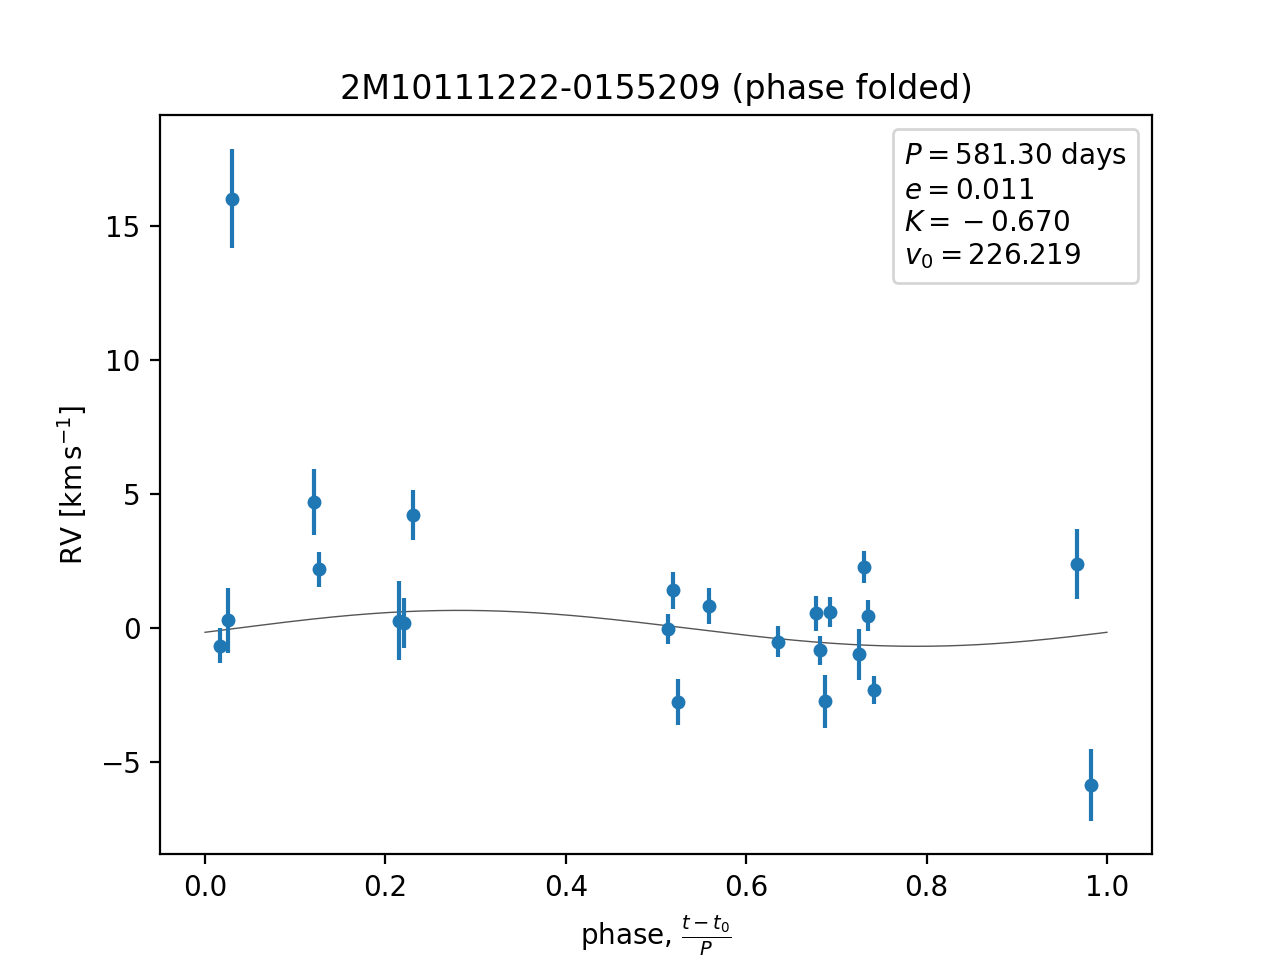 2M10111222-0155209 (phase folded)
P = 581.30 days
e = 0.011
K = −0.670
v₀ = 226.219
15
10
5
0
−5
RV [km s⁻¹]
0.0 0.2 0.4 0.6 0.8 1.0
phase, (t − t₀)/P